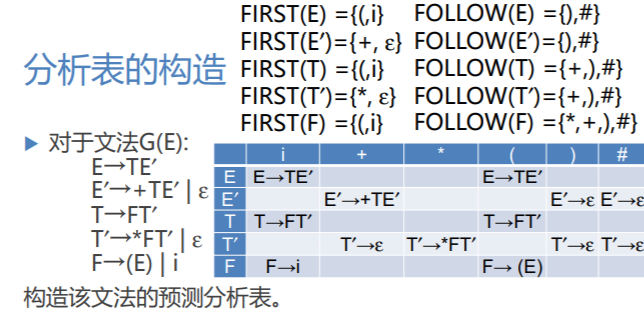 FIRST(E) ={(,i} FOLLOW(E) ={),#}
FIRST(E′)={+, ε} FOLLOW(E′)={),#}
FIRST(T) ={(,i} FOLLOW(T) ={+,),#}
FIRST(T′)={*, ε} FOLLOW(T′)={+,),#}
FIRST(F) ={(,i} FOLLOW(F) ={*,+,),#}
分析表的构造
▶ 对于文法G(E):
E→TE′
E′→+TE′ | ε
T→FT′
T′→*FT′ | ε
F→(E) | i
i + * ( ) #
E E→TE′ E→TE′
E′ E′→+TE′ E′→ε E′→ε
T T→FT′ T→FT′
T′ T′→ε T′→*FT′ T′→ε T′→ε
F F→i F→ (E)
构造该文法的预测分析表。